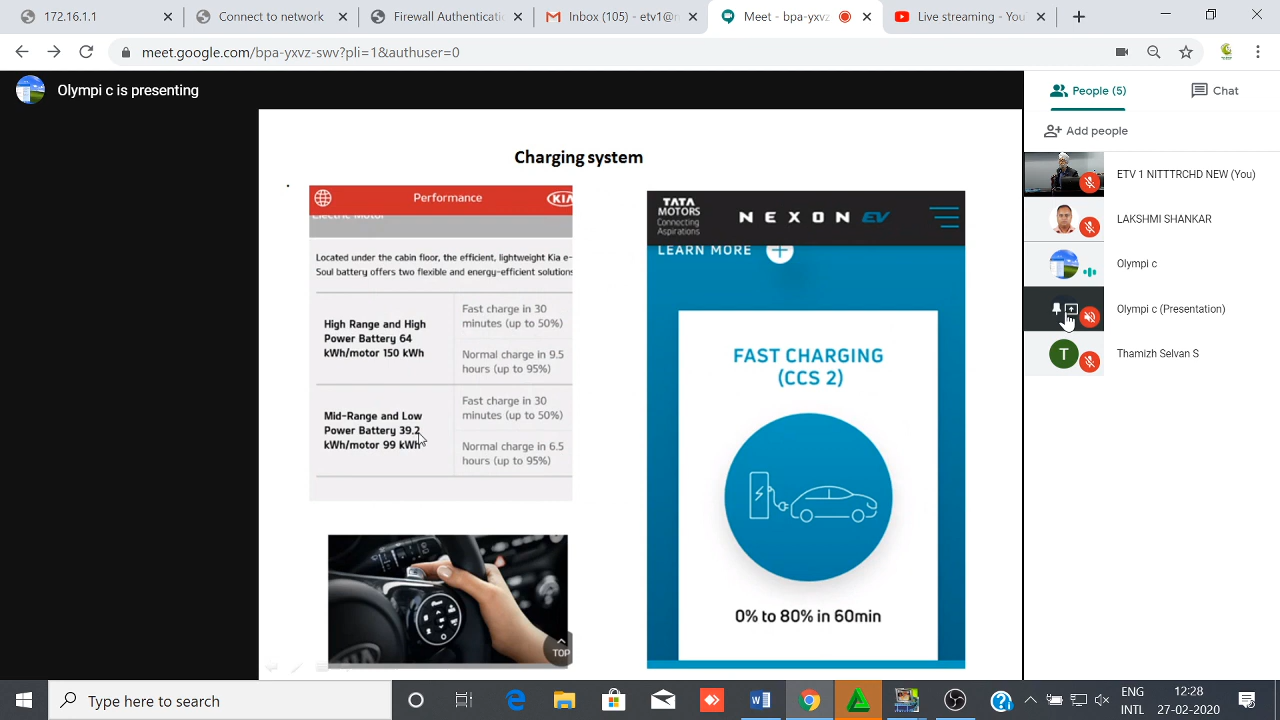 172.16.1
Connect to network
Firewall Authenticati
Inbox (105) - etv1@n
Meet - bpa-yxvz
Live streaming - You
meet.google.com/bpa-yxvz-swv?pli=1&authuser=0
Olympi c is presenting
People (5)
Chat
Add people
ETV 1 NITTTRCHD NEW (You)
LAKSHMI SHANKAR
Olympi c
Olympi c (Presentation)
T
Thamizh Selvan S
Charging system
Performance
KIA
Electric Motor
Located under the cabin floor, the efficient, lightweight Kia e-
Soul battery offers two flexible and energy-efficient solutions
High Range and High
Power Battery 64
kWh/motor 150 kWh
Fast charge in 30
minutes (up to 50%)
Normal charge in 9.5
hours (up to 95%)
Mid-Range and Low
Power Battery 39.2
kWh/motor 99 kWh
Fast charge in 30
minutes (up to 50%)
Normal charge in 6.5
hours (up to 95%)
TOP
TATA
MOTORS
Connecting
Aspirations
NEXON EV
LEARN MORE
FAST CHARGING
(CCS 2)
0% to 80% in 60min
Type here to search
ENG
INTL
12:28
27-02-2020